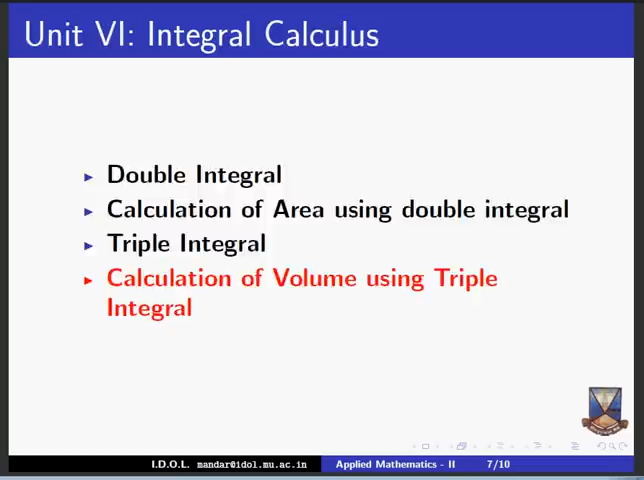 Unit VI: Integral Calculus
Double Integral
Calculation of Area using double integral
Triple Integral
Calculation of Volume using Triple
Integral
I.D.O.L. mandar@idol.mu.ac.in Applied Mathematics - II 7/10